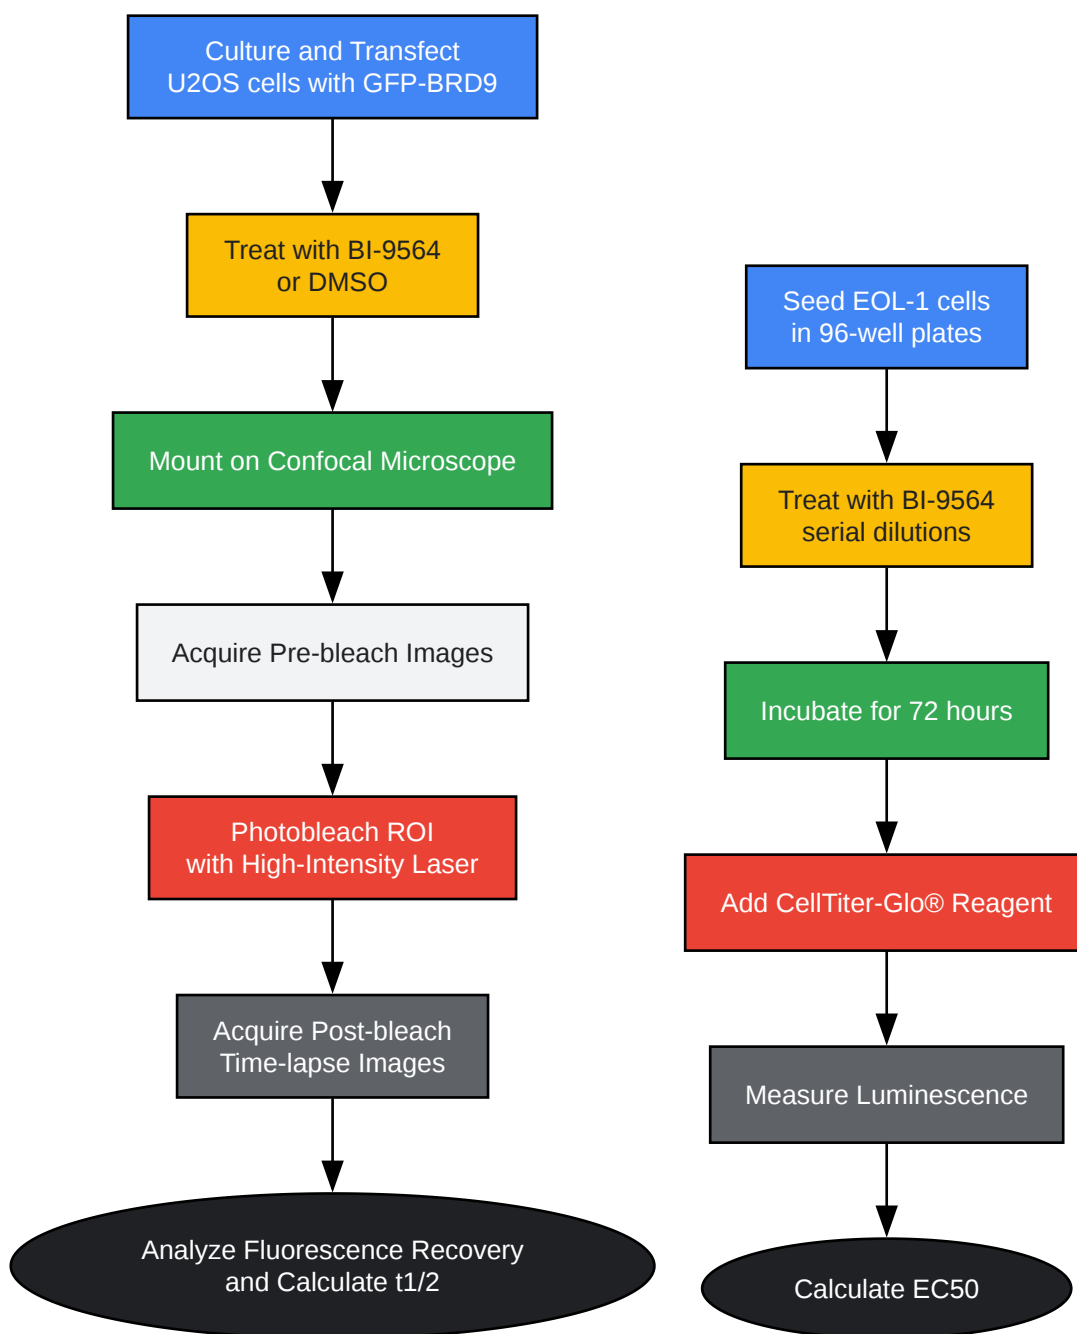 Culture and Transfect
U2OS cells with GFP-BRD9
Treat with BI-9564
or DMSO
Mount on Confocal Microscope
Acquire Pre-bleach Images
Photobleach ROI
with High-Intensity Laser
Acquire Post-bleach
Time-lapse Images
Analyze Fluorescence Recovery
and Calculate t1/2
Seed EOL-1 cells
in 96-well plates
Treat with BI-9564
serial dilutions
Incubate for 72 hours
Add CellTiter-Glo® Reagent
Measure Luminescence
Calculate EC50